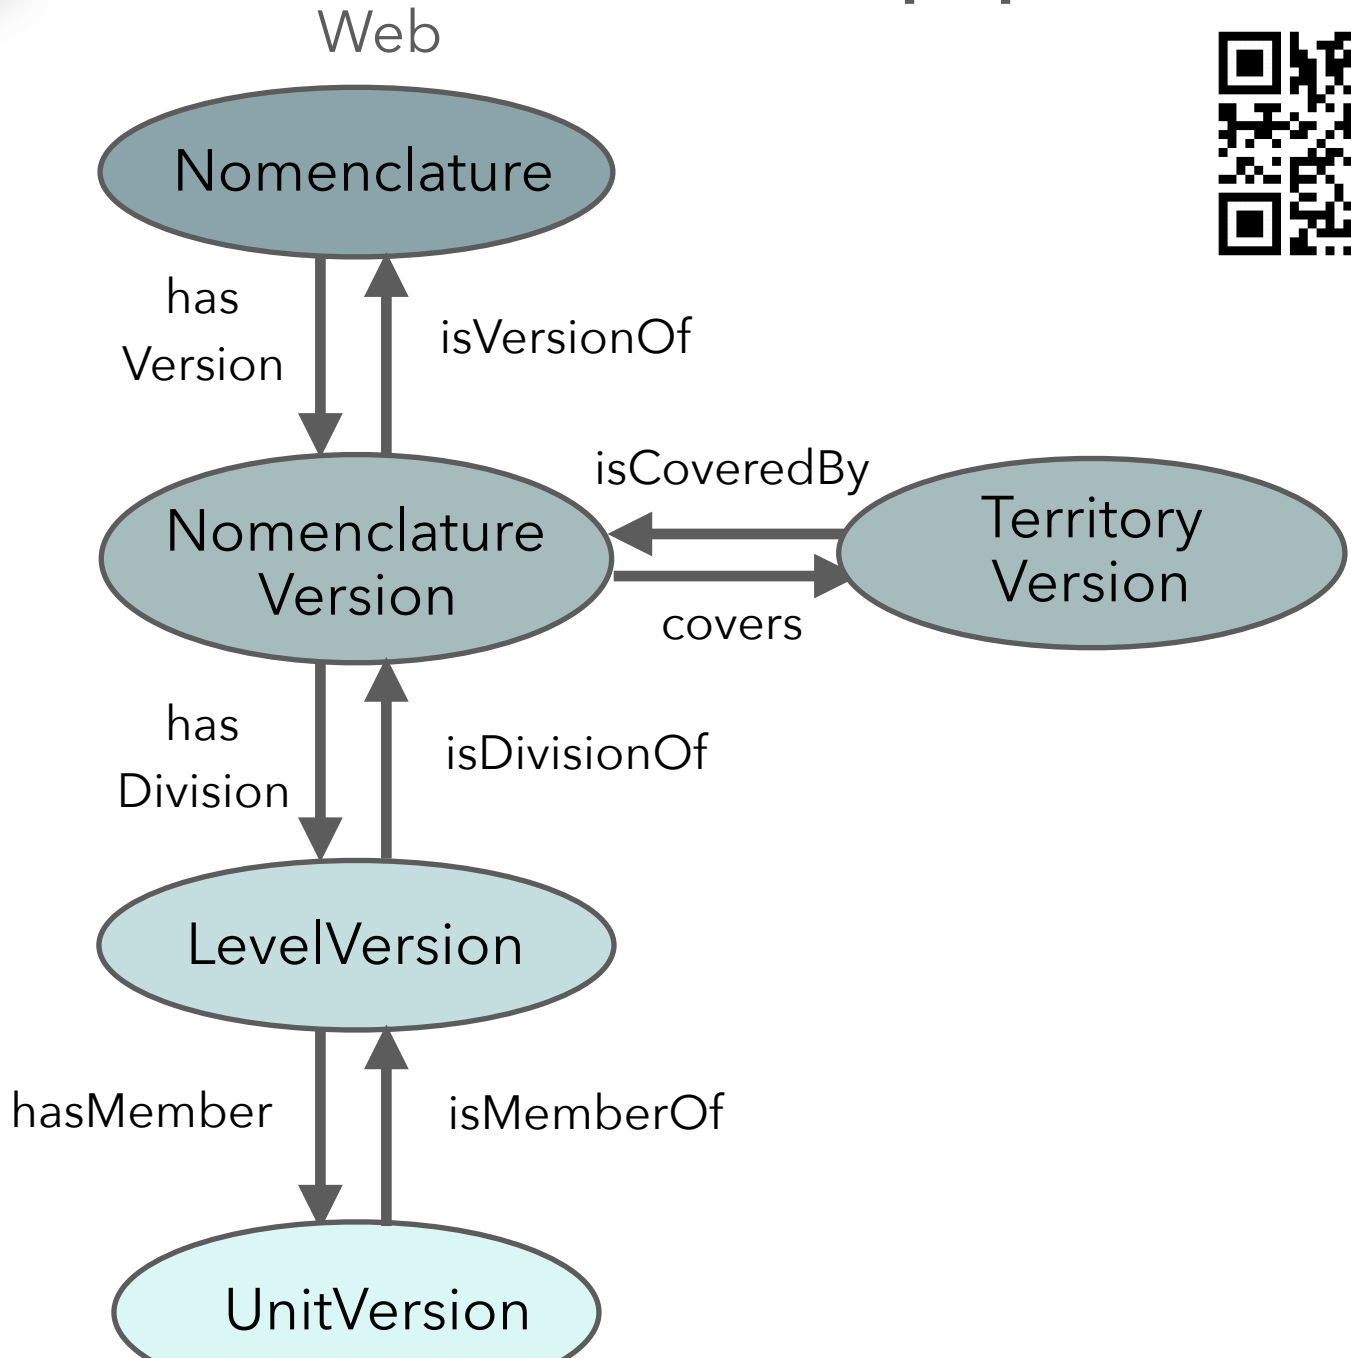 Web
Nomenclature
has
Version
isVersionOf
isCoveredBy
Nomenclature
Version
Territory
Version
covers
has
Division
isDivisionOf
LevelVersion
hasMember
isMemberOf
UnitVersion